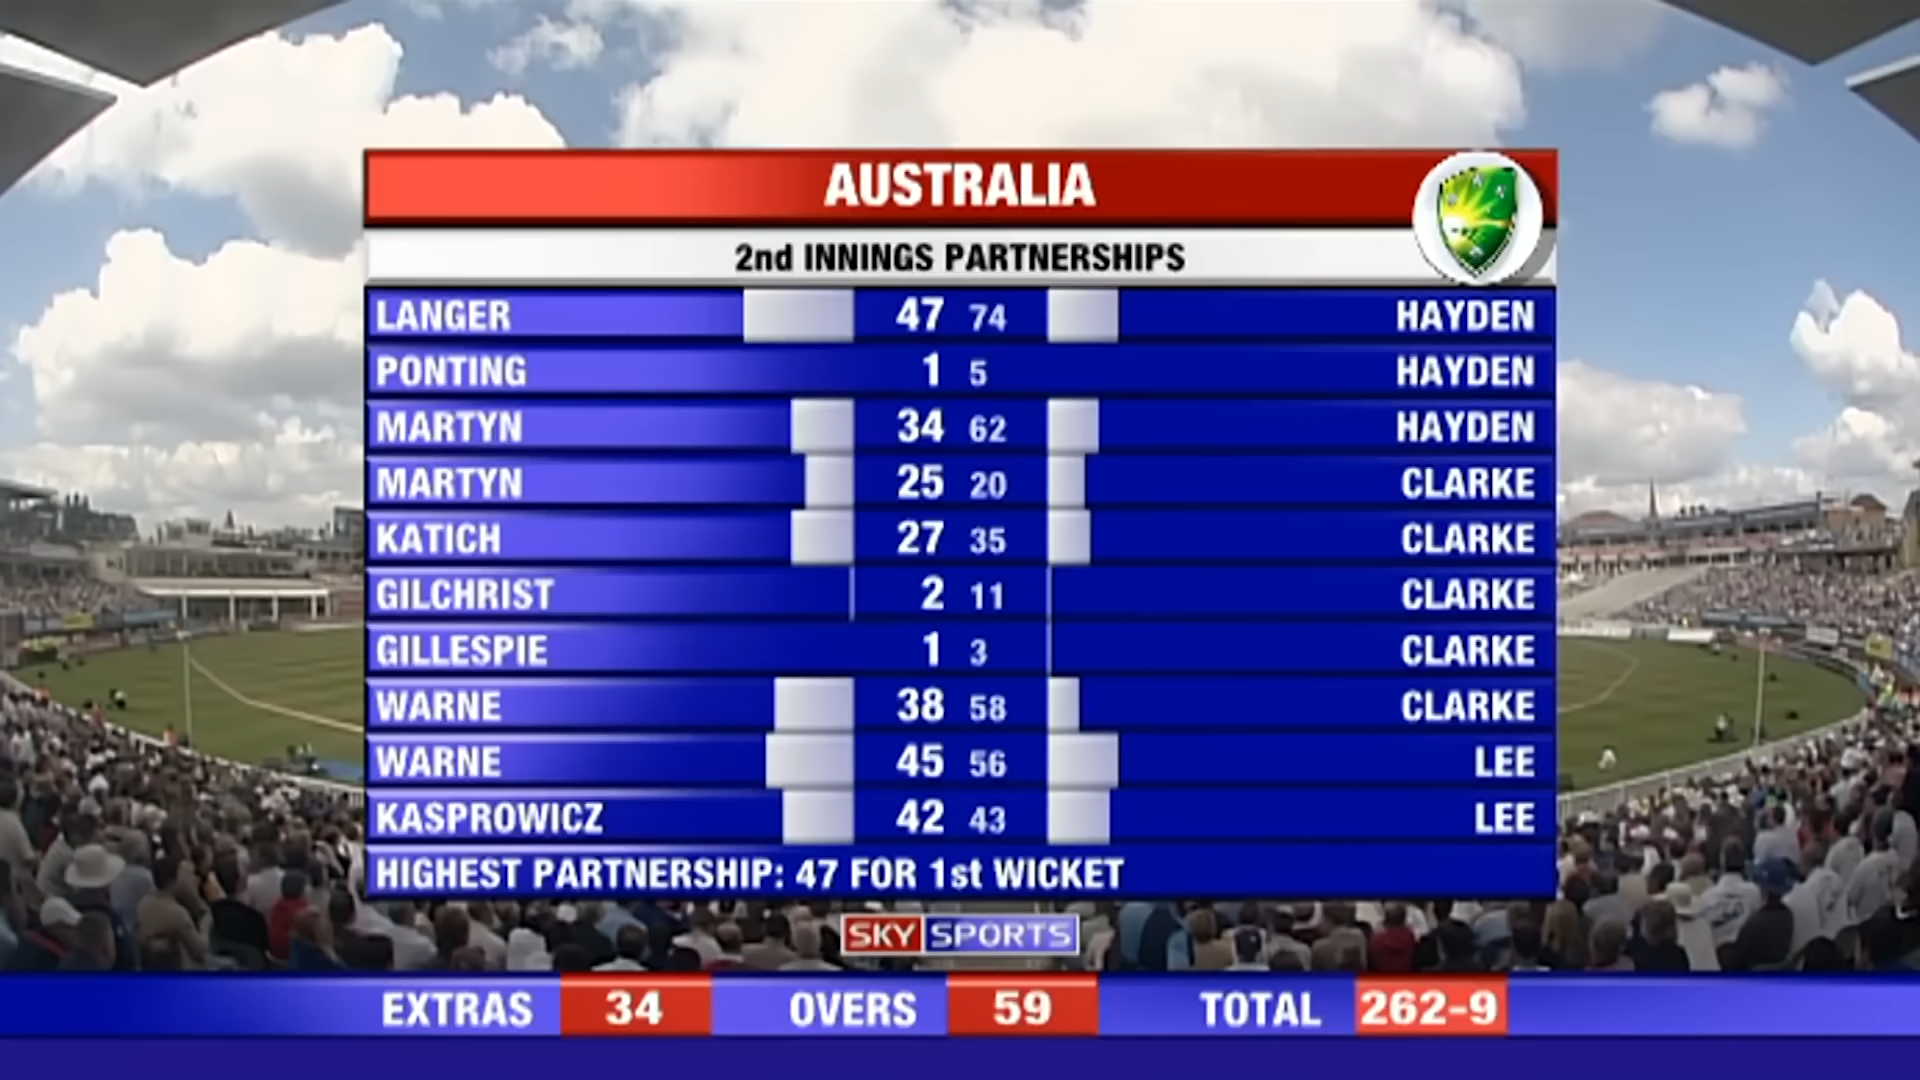 AUSTRALIA
2nd INNINGS PARTNERSHIPS
LANGER 47 74 HAYDEN
PONTING 1 5 HAYDEN
MARTYN 34 62 HAYDEN
MARTYN 25 20 CLARKE
KATICH 27 35 CLARKE
GILCHRIST 2 11 CLARKE
GILLESPIE 1 3 CLARKE
WARNE 38 58 CLARKE
WARNE 45 56 LEE
KASPROWICZ 42 43 LEE
HIGHEST PARTNERSHIP: 47 FOR 1st WICKET
SKY SPORTS
EXTRAS 34 OVERS 59 TOTAL 262-9